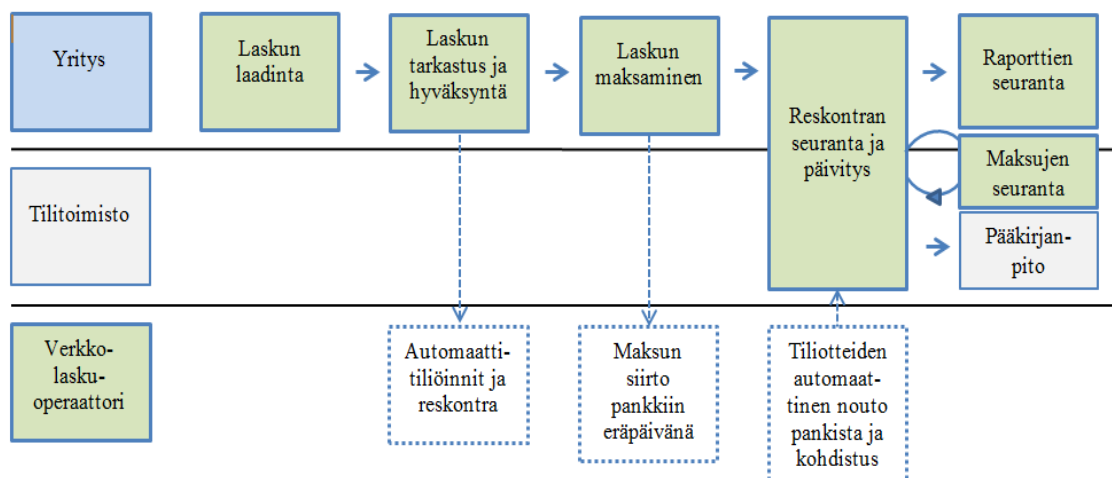 Yritys
Laskun
laadinta
Laskun
tarkastus ja
hyväksyntä
Laskun
maksaminen
Reskontran
seuranta ja
päivitys
Raporttien
seuranta
Maksujen
seuranta
Tilitoimisto
Pääkirjan-
pito
Verkko-
lasku-
operaattori
Automaatti-
tiliöinnit ja
reskontra
Maksun
siirto
pankkiin
eräpäivänä
Tiliotteiden
automaat-
tinen nouto
pankista ja
kohdistus